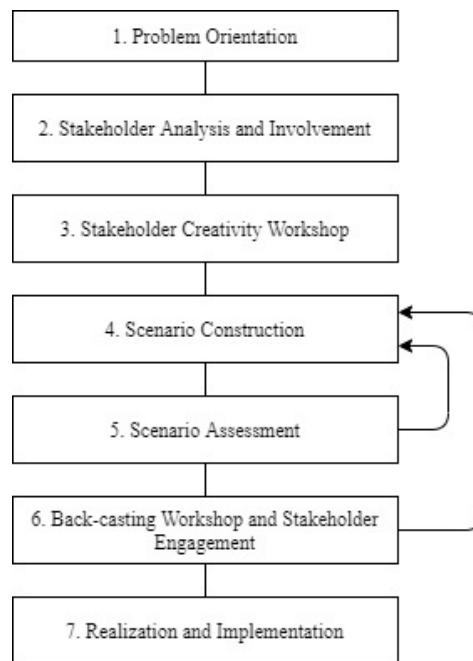 1. Problem Orientation
2. Stakeholder Analysis and Involvement
3. Stakeholder Creativity Workshop
4. Scenario Construction
5. Scenario Assessment
6. Back-casting Workshop and Stakeholder
Engagement
7. Realization and Implementation